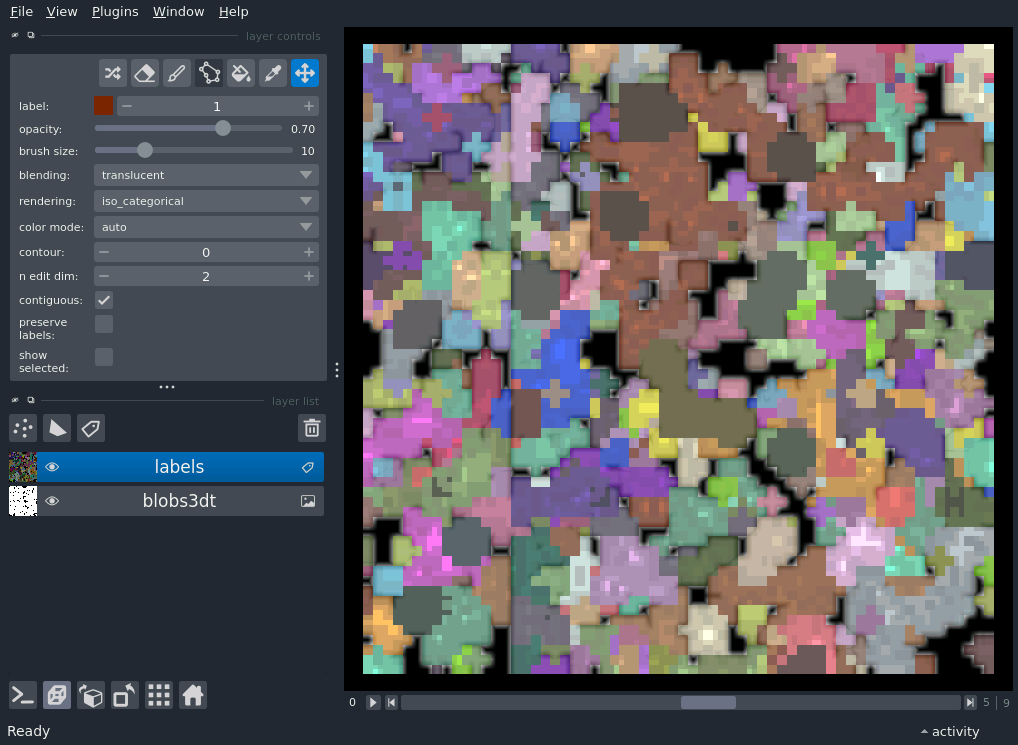 File View Plugins Window Help
layer controls
label: 1
opacity: 0.70
brush size: 10
blending: translucent
rendering: iso_categorical
color mode: auto
contour: 0
n edit dim: 2
contiguous:
preserve
labels:
show
selected:
layer list
labels
blobs3dt
0 5 9
Ready activity